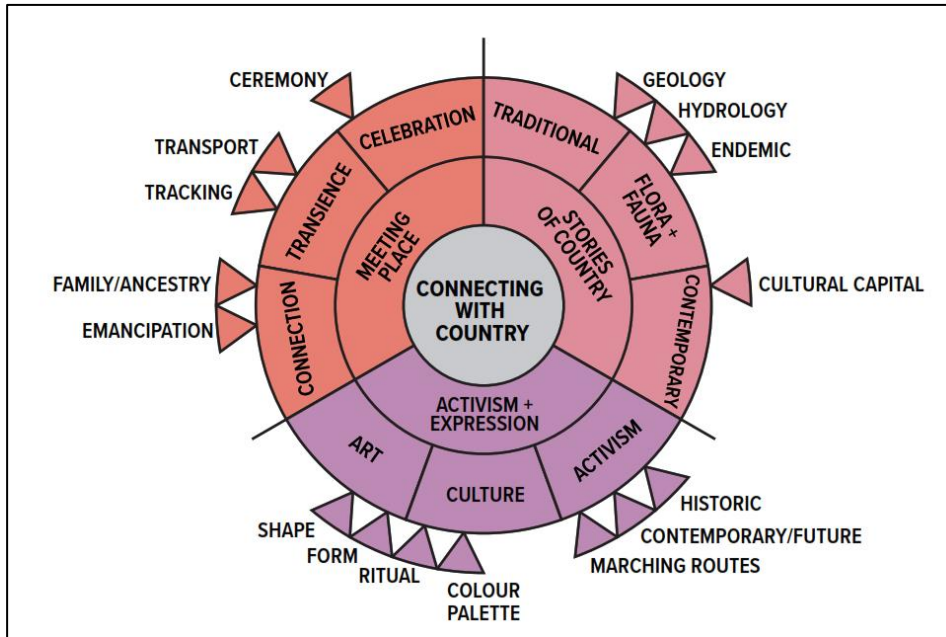 CEREMONY
TRANSPORT
TRACKING
FAMILY/ANCESTRY
EMANCIPATION
CELEBRATION
TRANSIENCE
CONNECTION
MEETING
PLACE
TRADITIONAL
FLORA +
FAUNA
CONTEMPORARY
STORIES
OF COUNTRY
GEOLOGY
HYDROLOGY
ENDEMIC
CULTURAL CAPITAL
CONNECTING
WITH
COUNTRY
ACTIVISM +
EXPRESSION
ART
CULTURE
ACTIVISM
SHAPE
FORM
RITUAL
COLOUR
PALETTE
HISTORIC
CONTEMPORARY/FUTURE
MARCHING ROUTES